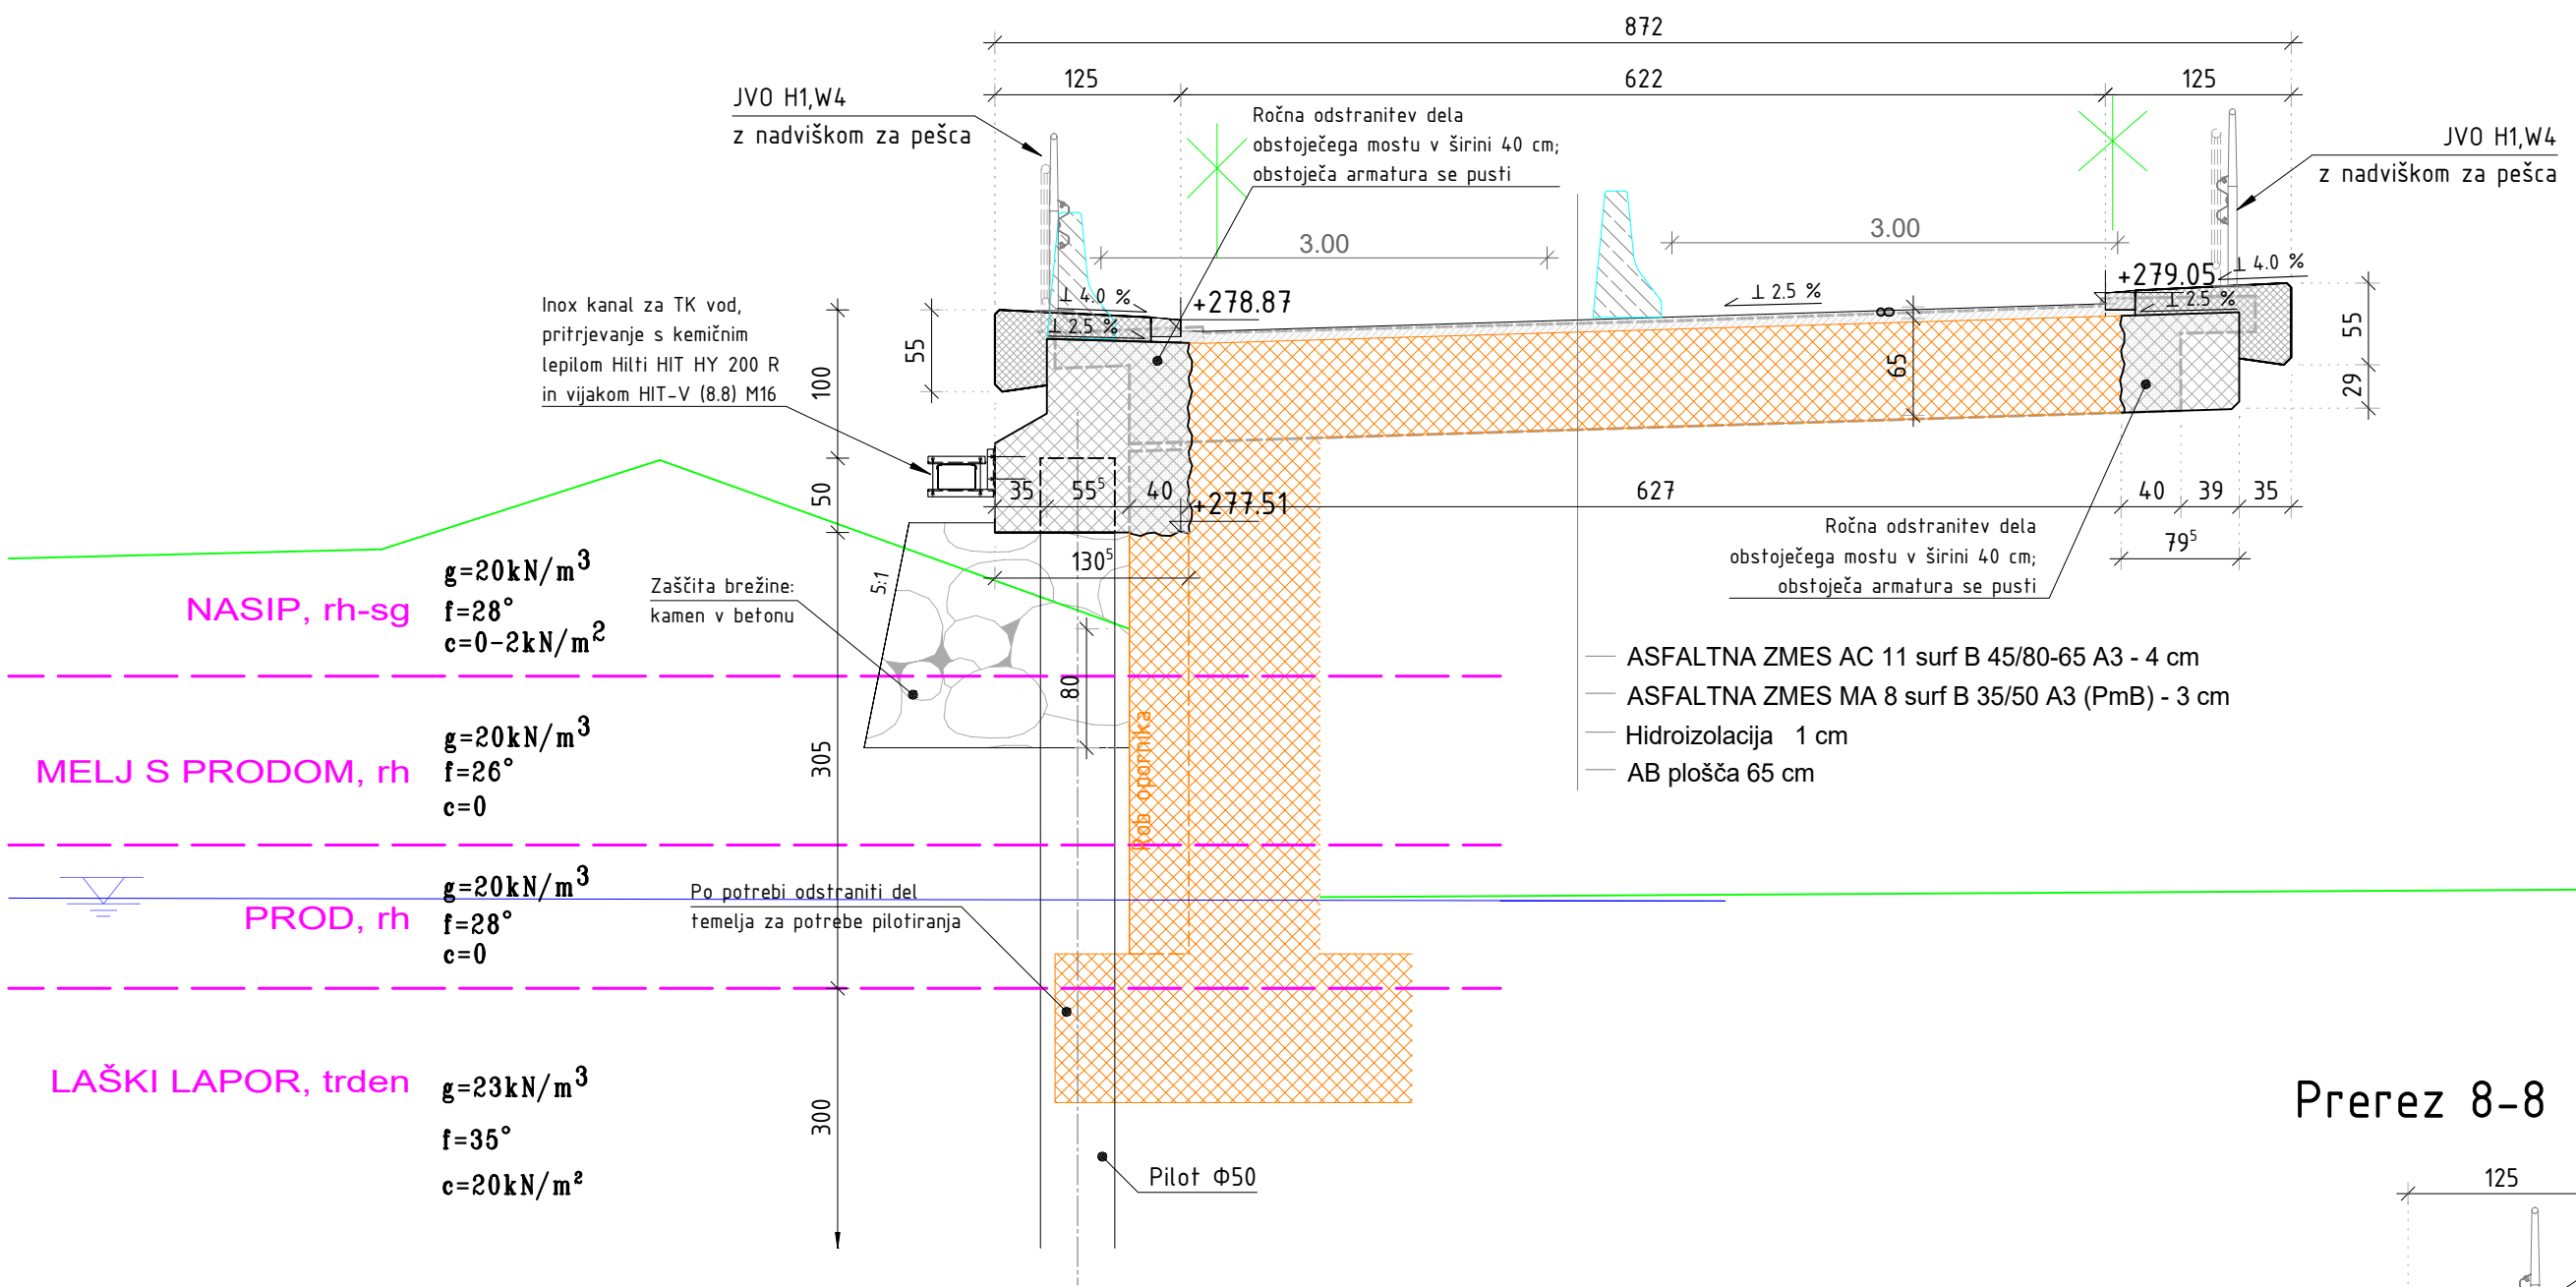 872
125
622
125
JVO H1,W4
z nadviškom za pešca
Ročna odstranitev dela
obstoječega mostu v širini 40 cm;
obstoječa armatura se pusti
JVO H1,W4
z nadviškom za pešca
3.00
3.00
Inox kanal za TK vod,
pritrjevanje s kemičnim
lepilom Hilti HIT HY 200 R
in vijakom HIT-V (8.8) M16
⊥ 4.0 %
+278.87
⊥ 2.5 %
⊥ 2.5 %
+279.05
⊥ 4.0 %
⊥ 2.5 %
8
65
55
100
50
55
29
35
55⁵
40
+277.51
627
40
39
35
130⁵
79⁵
Ročna odstranitev dela
obstoječega mostu v širini 40 cm;
obstoječa armatura se pusti
5:1
Zaščita brežine:
kamen v betonu
80
305
300
Rob opornika
NASIP, rh-sg
g=20kN/m³
f=28°
c=0-2kN/m²
ASFALTNA ZMES AC 11 surf B 45/80-65 A3 - 4 cm
ASFALTNA ZMES MA 8 surf B 35/50 A3 (PmB) - 3 cm
Hidroizolacija 1 cm
AB plošča 65 cm
MELJ S PRODOM, rh
g=20kN/m³
f=26°
c=0
PROD, rh
g=20kN/m³
f=28°
c=0
Po potrebi odstraniti del
temelja za potrebe pilotiranja
LAŠKI LAPOR, trden
g=23kN/m³
f=35°
c=20kN/m²
Pilot Φ50
Prerez 8-8
125